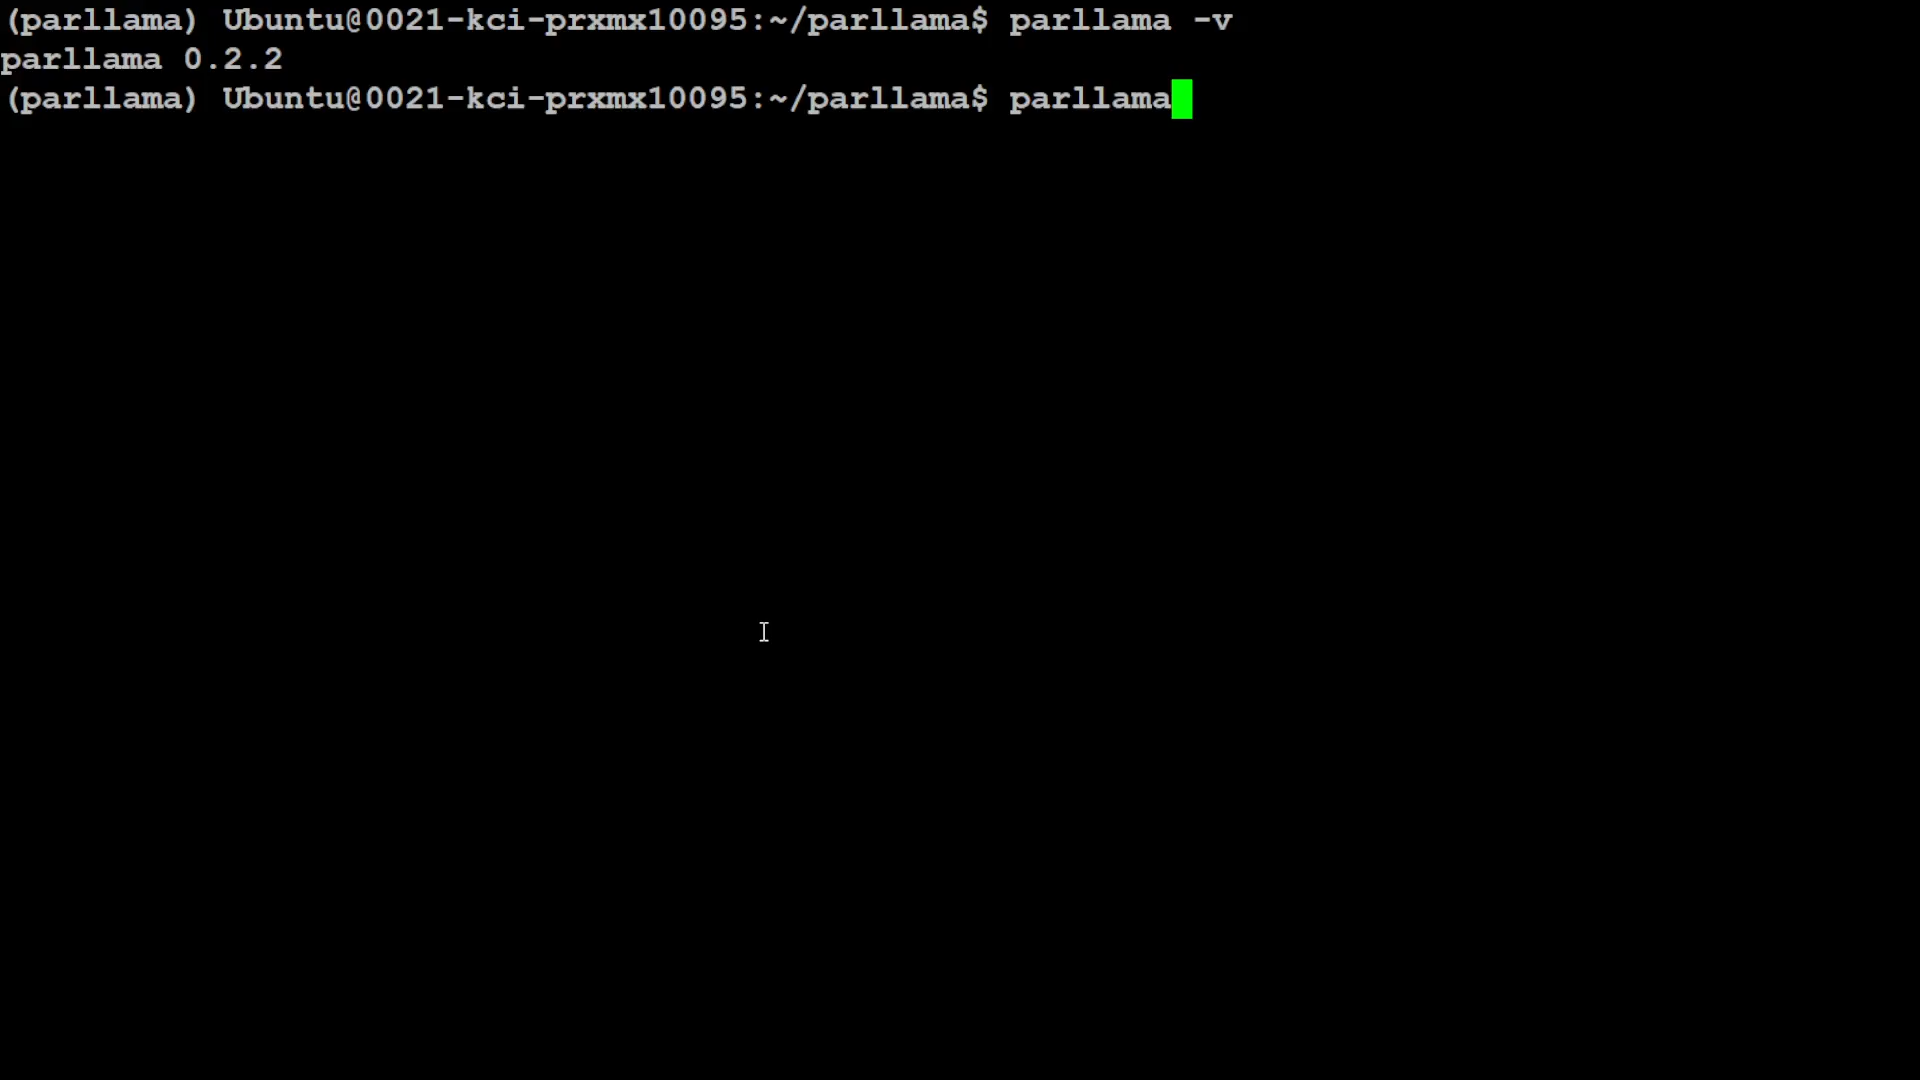 (parllama) Ubuntu@0021-kci-prxmx10095:~/parllama$ parllama -v
parllama 0.2.2
(parllama) Ubuntu@0021-kci-prxmx10095:~/parllama$ parllama